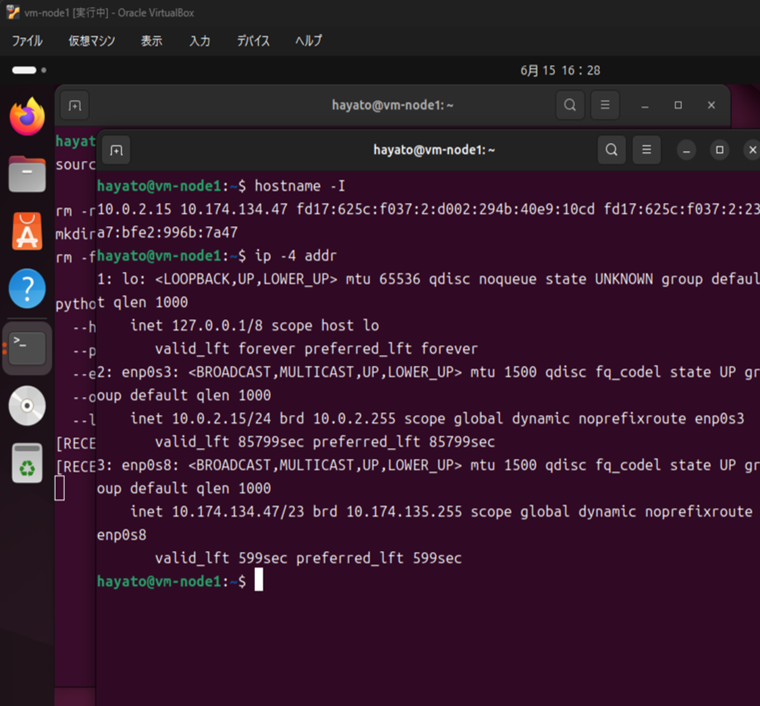 vm-node1 [実行中] - Oracle VirtualBox
ファイル 仮想マシン 表示 入力 デバイス ヘルプ
6月 15 16：28
hayato@vm-node1: ~
hayato@vm-node1: ~
hayat
sourc
rm -r
mkdir
rm -f
pytho
--h
--p
--e
--o
--l
[RECE
[RECE
hayato@vm-node1:~$ hostname -I
10.0.2.15 10.174.134.47 fd17:625c:f037:2:d002:294b:40e9:10cd fd17:625c:f037:2:23
a7:bfe2:996b:7a47
hayato@vm-node1:~$ ip -4 addr
1: lo: <LOOPBACK,UP,LOWER_UP> mtu 65536 qdisc noqueue state UNKNOWN group defaul
t qlen 1000
inet 127.0.0.1/8 scope host lo
valid_lft forever preferred_lft forever
2: enp0s3: <BROADCAST,MULTICAST,UP,LOWER_UP> mtu 1500 qdisc fq_codel state UP gr
oup default qlen 1000
inet 10.0.2.15/24 brd 10.0.2.255 scope global dynamic noprefixroute enp0s3
valid_lft 85799sec preferred_lft 85799sec
3: enp0s8: <BROADCAST,MULTICAST,UP,LOWER_UP> mtu 1500 qdisc fq_codel state UP gr
oup default qlen 1000
inet 10.174.134.47/23 brd 10.174.135.255 scope global dynamic noprefixroute
enp0s8
valid_lft 599sec preferred_lft 599sec
hayato@vm-node1:~$